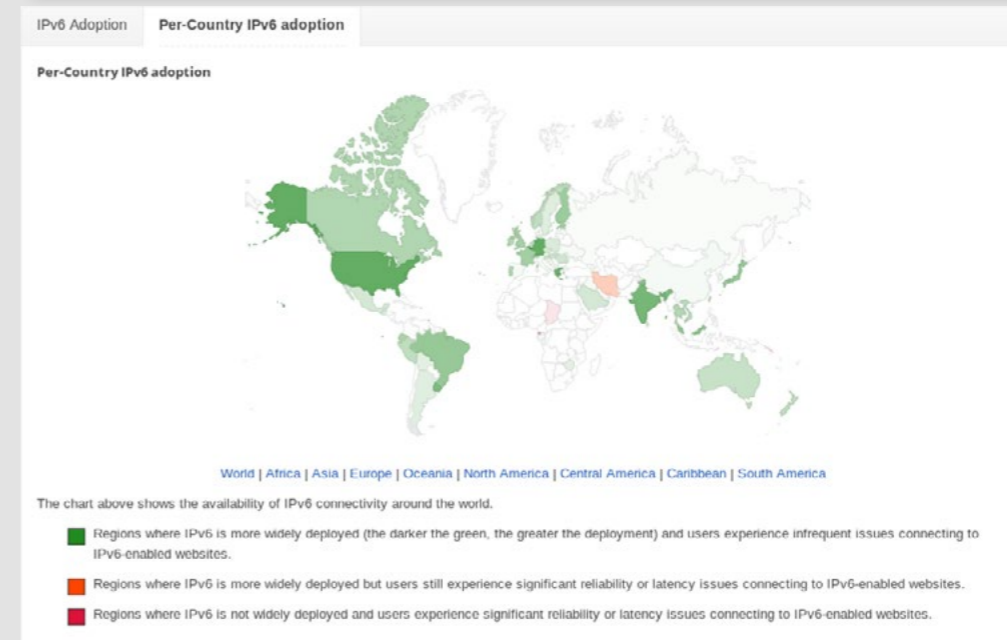 IPv6 Adoption
Per-Country IPv6 adoption
Per-Country IPv6 adoption
World | Africa | Asia | Europe | Oceania | North America | Central America | Caribbean | South America
The chart above shows the availability of IPv6 connectivity around the world.
Regions where IPv6 is more widely deployed (the darker the green, the greater the deployment) and users experience infrequent issues connecting to
IPv6-enabled websites.
Regions where IPv6 is more widely deployed but users still experience significant reliability or latency issues connecting to IPv6-enabled websites.
Regions where IPv6 is not widely deployed and users experience significant reliability or latency issues connecting to IPv6-enabled websites.